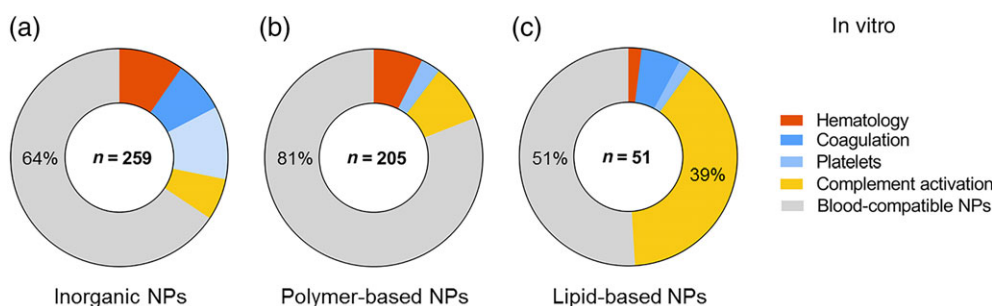 (a)
(b)
(c)
In vitro
64%
n = 259
81%
n = 205
51%
n = 51
39%
Hematology
Coagulation
Platelets
Complement activation
Blood-compatible NPs
Inorganic NPs
Polymer-based NPs
Lipid-based NPs